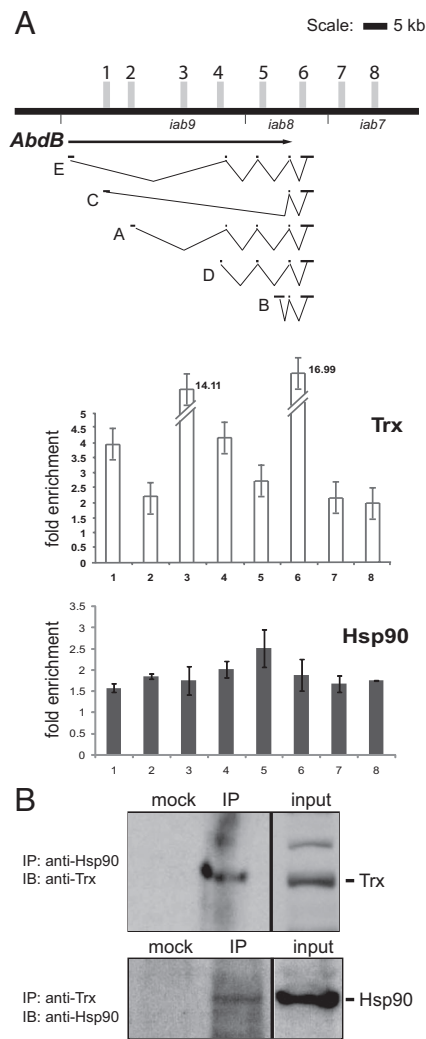 A
Scale: 5 kb
1 2 3 4 5 6 7 8
iab9 iab8 iab7
AbdB
E
C
A
D
B
fold enrichment
5
4.5
4
3.5
3
2.5
2
1.5
1
0.5
0
14.11
16.99
Trx
1 2 3 4 5 6 7 8
fold enrichment
3.5
3
2.5
2
1.5
1
0.5
0
Hsp90
1 2 3 4 5 6 7 8
B
mock IP input
IP: anti-Hsp90
IB: anti-Trx
Trx
mock IP input
IP: anti-Trx
IB: anti-Hsp90
Hsp90